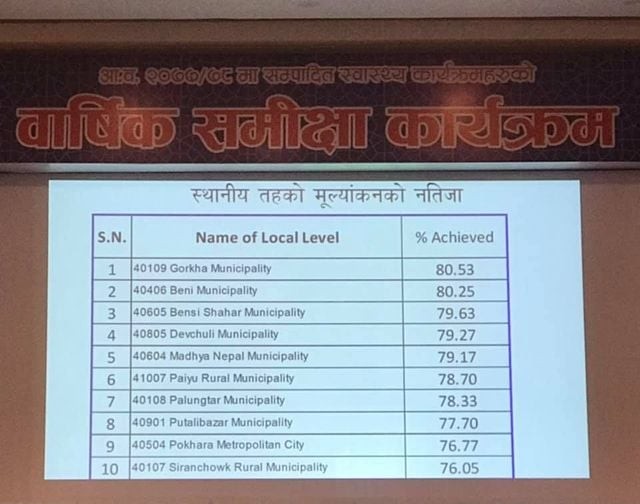 आ.व. २०७७/७८ मा सम्पादित स्वास्थ्य कार्यक्रमहरुको
वार्षिक समीक्षा कार्यक्रम
स्थानीय तहको मूल्यांकनको नतिजा
S.N. Name of Local Level % Achieved
1 40109 Gorkha Municipality 80.53
2 40406 Beni Municipality 80.25
3 40605 Bensi Shahar Municipality 79.63
4 40805 Devchuli Municipality 79.27
5 40604 Madhya Nepal Municipality 79.17
6 41007 Paiyu Rural Municipality 78.70
7 40108 Palungtar Municipality 78.33
8 40901 Putalibazar Municipality 77.70
9 40504 Pokhara Metropolitan City 76.77
10 40107 Siranchowk Rural Municipality 76.05